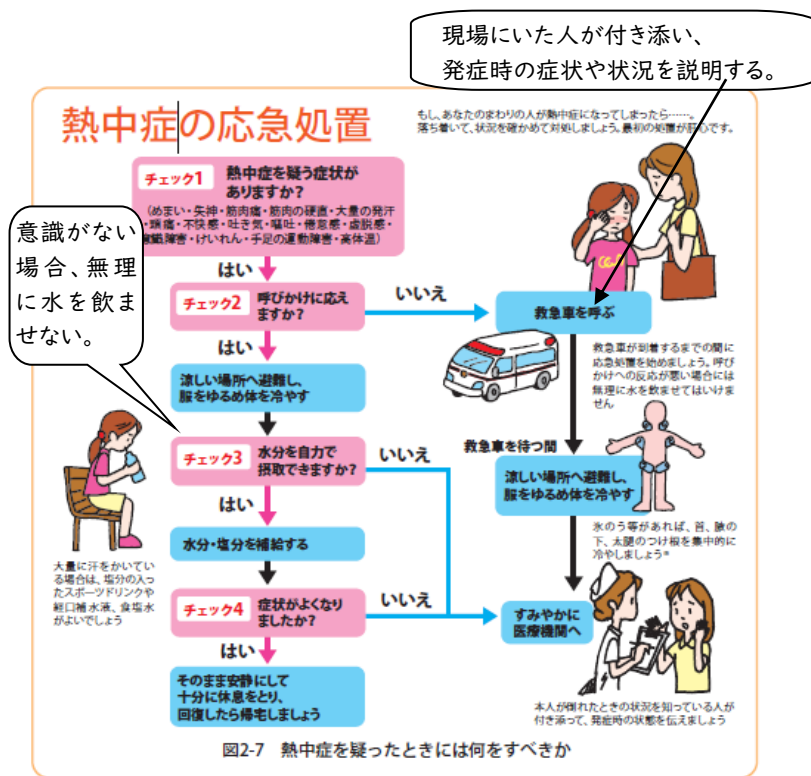 現場にいた人が付き添い、
発症時の症状や状況を説明する。
熱中症の応急処置
もし、あなたのまわりの人が熱中症になってしまったら……。
落ち着いて、状況を確かめて対処しましょう。最初の処置が肝心です。
チェック1
熱中症を疑う症状が
ありますか？
(めまい・失神・筋肉痛・筋肉の硬直・大量の発汗
・頭痛・不快感・吐き気・嘔吐・倦怠感・虚脱感・
意識障害・けいれん・手足の運動障害・高体温)
意識がない
場合、無理
に水を飲ま
せない。
はい
チェック2
呼びかけに応え
ますか？
いいえ
救急車を呼ぶ
はい
救急車が到着するまでの間に
応急処置を始めましょう。呼び
かけへの反応が悪い場合には
無理に水を飲ませてはいけま
せん
涼しい場所へ避難し、
服をゆるめ体を冷やす
チェック3
水分を自力で
摂取できますか？
いいえ
救急車を待つ間
涼しい場所へ避難し、
服をゆるめ体を冷やす
はい
氷のう等があれば、首、腋の
下、太腿のつけ根を集中的に
冷やしましょう※
水分・塩分を補給する
大量に汗をかいてい
る場合は、塩分の入っ
たスポーツドリンクや
経口補水液、食塩水
がよいでしょう
チェック4
症状がよくなり
ましたか？
いいえ
すみやかに
医療機関へ
はい
そのまま安静にして
十分に休息をとり、
回復したら帰宅しましょう
本人が倒れたときの状況を知っている人が
付き添って、発症時の状態を伝えましょう
図2-7　熱中症を疑ったときには何をすべきか